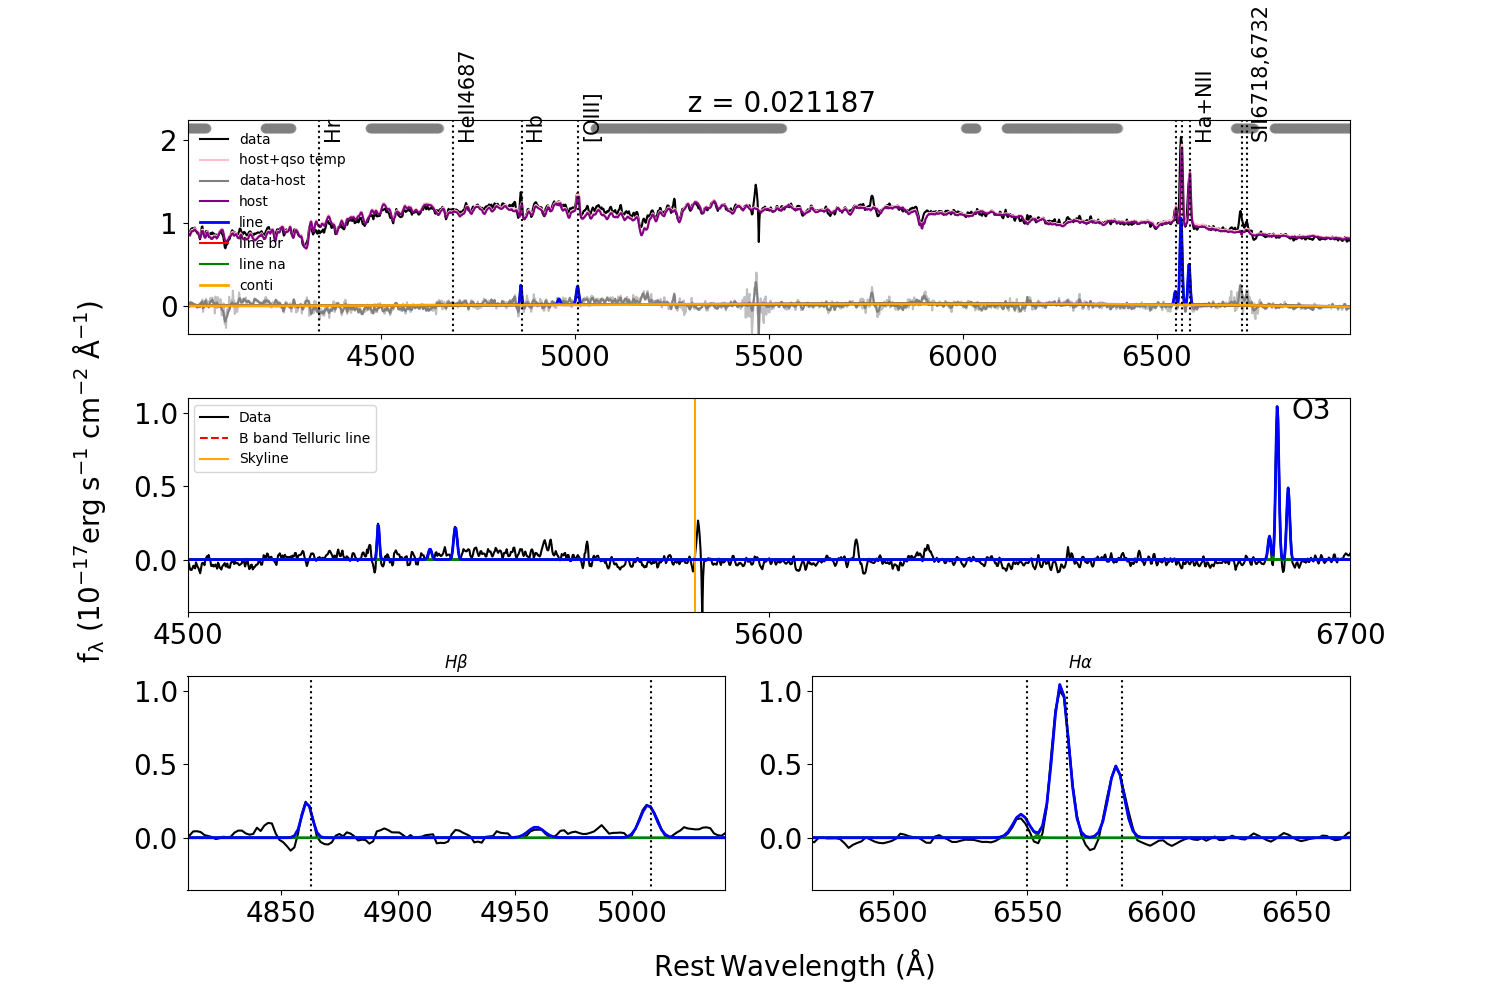 z = 0.021187
Hr
HeII4687
Hb
[OIII]
Ha+NII
SII6718,6732
data
host+qso temp
data-host
host
line
line br
line na
conti
2
1
0
4500 5000 5500 6000 6500
fλ (10−17erg s−1 cm−2 Å−1)
O3
Data
B band Telluric line
Skyline
1.0
0.5
0.0
4500 5600 6700
Hβ
1.0
0.5
0.0
4850 4900 4950 5000
Hα
1.0
0.5
0.0
6500 6550 6600 6650
Rest Wavelength (Å)